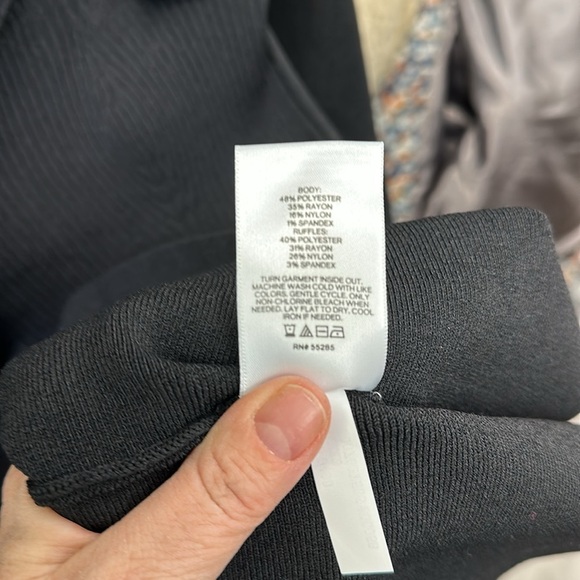 BODY:
48% POLYESTER
35% RAYON
16% NYLON
1% SPANDEX
RUFFLES:
40% POLYESTER
31% RAYON
26% NYLON
3% SPANDEX
TURN GARMENT INSIDE OUT.
MACHINE WASH COLD WITH LIKE
COLORS. GENTLE CYCLE. ONLY
NON-CHLORINE BLEACH WHEN
NEEDED. LAY FLAT TO DRY. COOL
IRON IF NEEDED.
RN# 55285